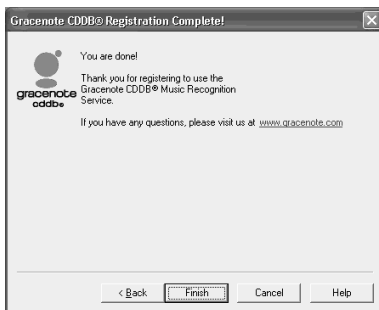 Gracenote CDDB® Registration Complete!
You are done!
Thank you for registering to use the
Gracenote CDDB® Music Recognition
Service.
gracenote
cddb®
If you have any questions, please visit us at www.gracenote.com
< Back
Finish
Cancel
Help